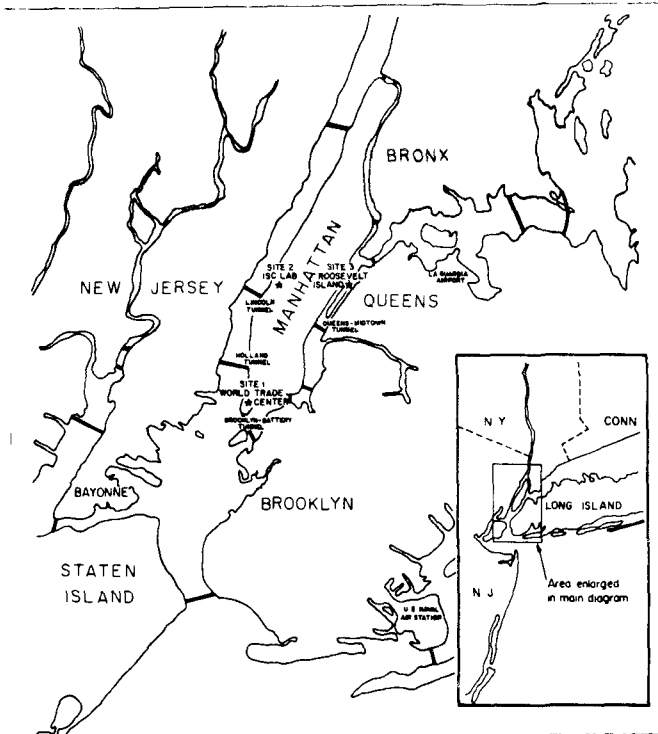 BRONX
MANHATTAN
SITE 2
ISC LAB
SITE 3
ROOSEVELT
ISLAND
LA GUARDIA
AIRPORT
NEW JERSEY
QUEENS
LINCOLN
TUNNEL
QUEENS-MIDTOWN
TUNNEL
HOLLAND
TUNNEL
SITE 1
WORLD TRADE
CENTER
BROOKLYN-BATTERY
TUNNEL
BAYONNE
BROOKLYN
STATEN
ISLAND
U S NAVAL
AIR STATION
N Y
CONN
LONG ISLAND
N J
Area enlarged
in main diagram